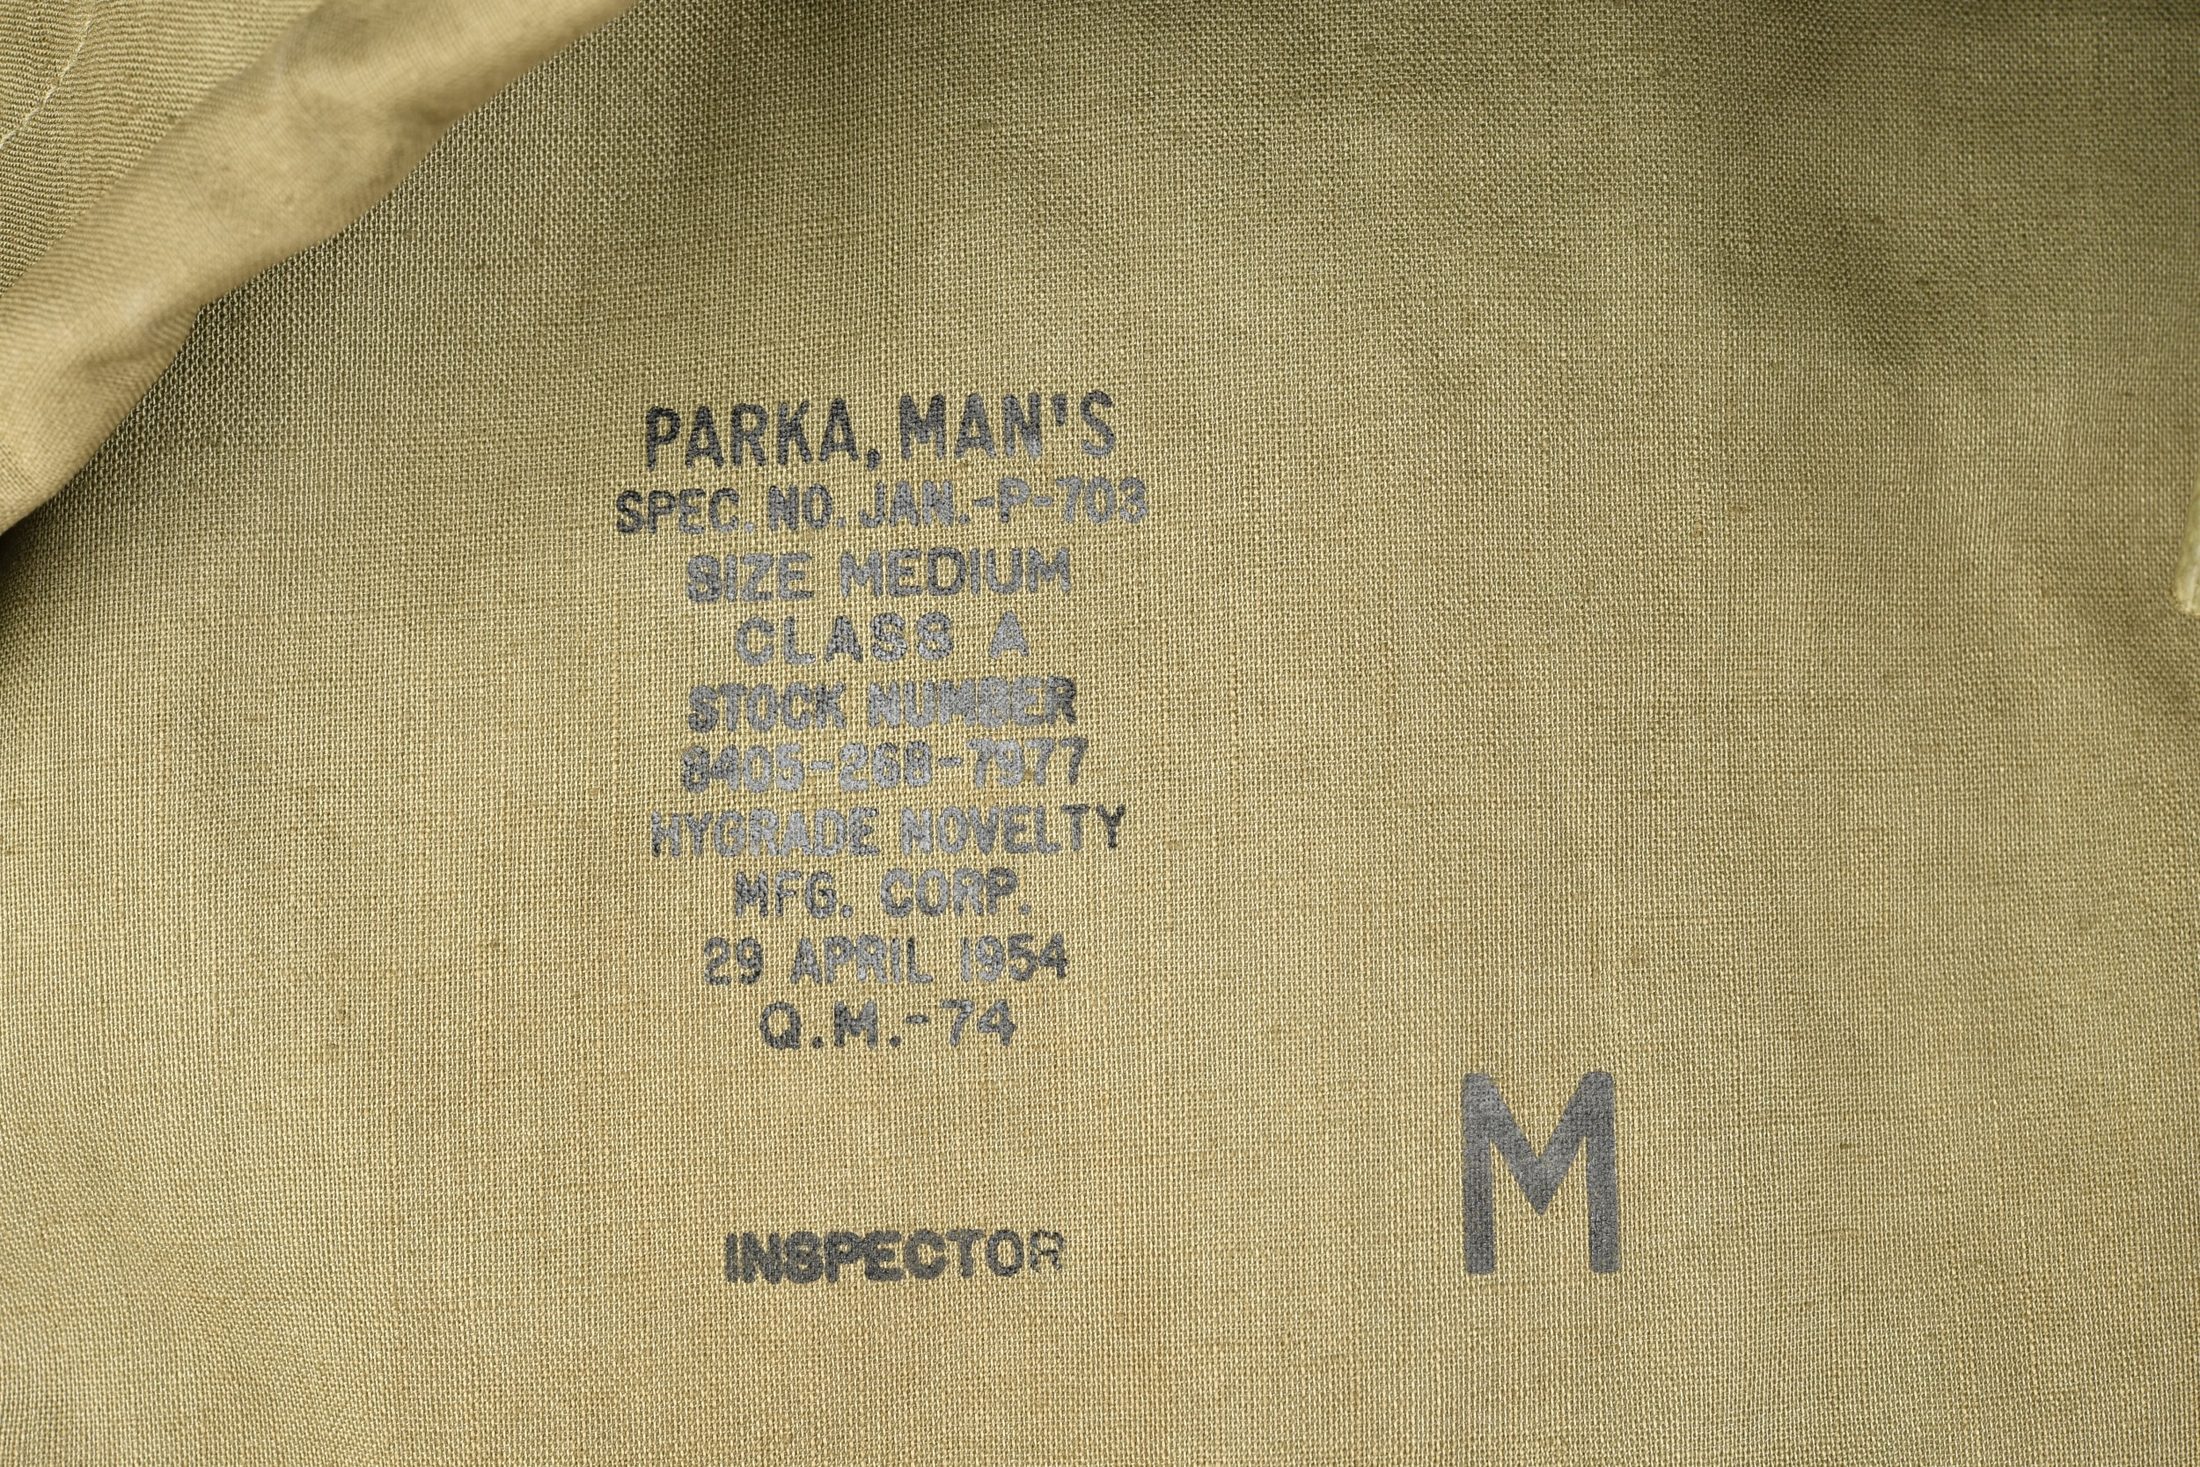 PARKA, MAN'S
SPEC. NO. JAN.-P-703
SIZE MEDIUM
CLASS A
STOCK NUMBER
8405-268-7977
HYGRADE NOVELTY
MFG. CORP.
29 APRIL 1954
Q.M.-74
INSPECTOR
M